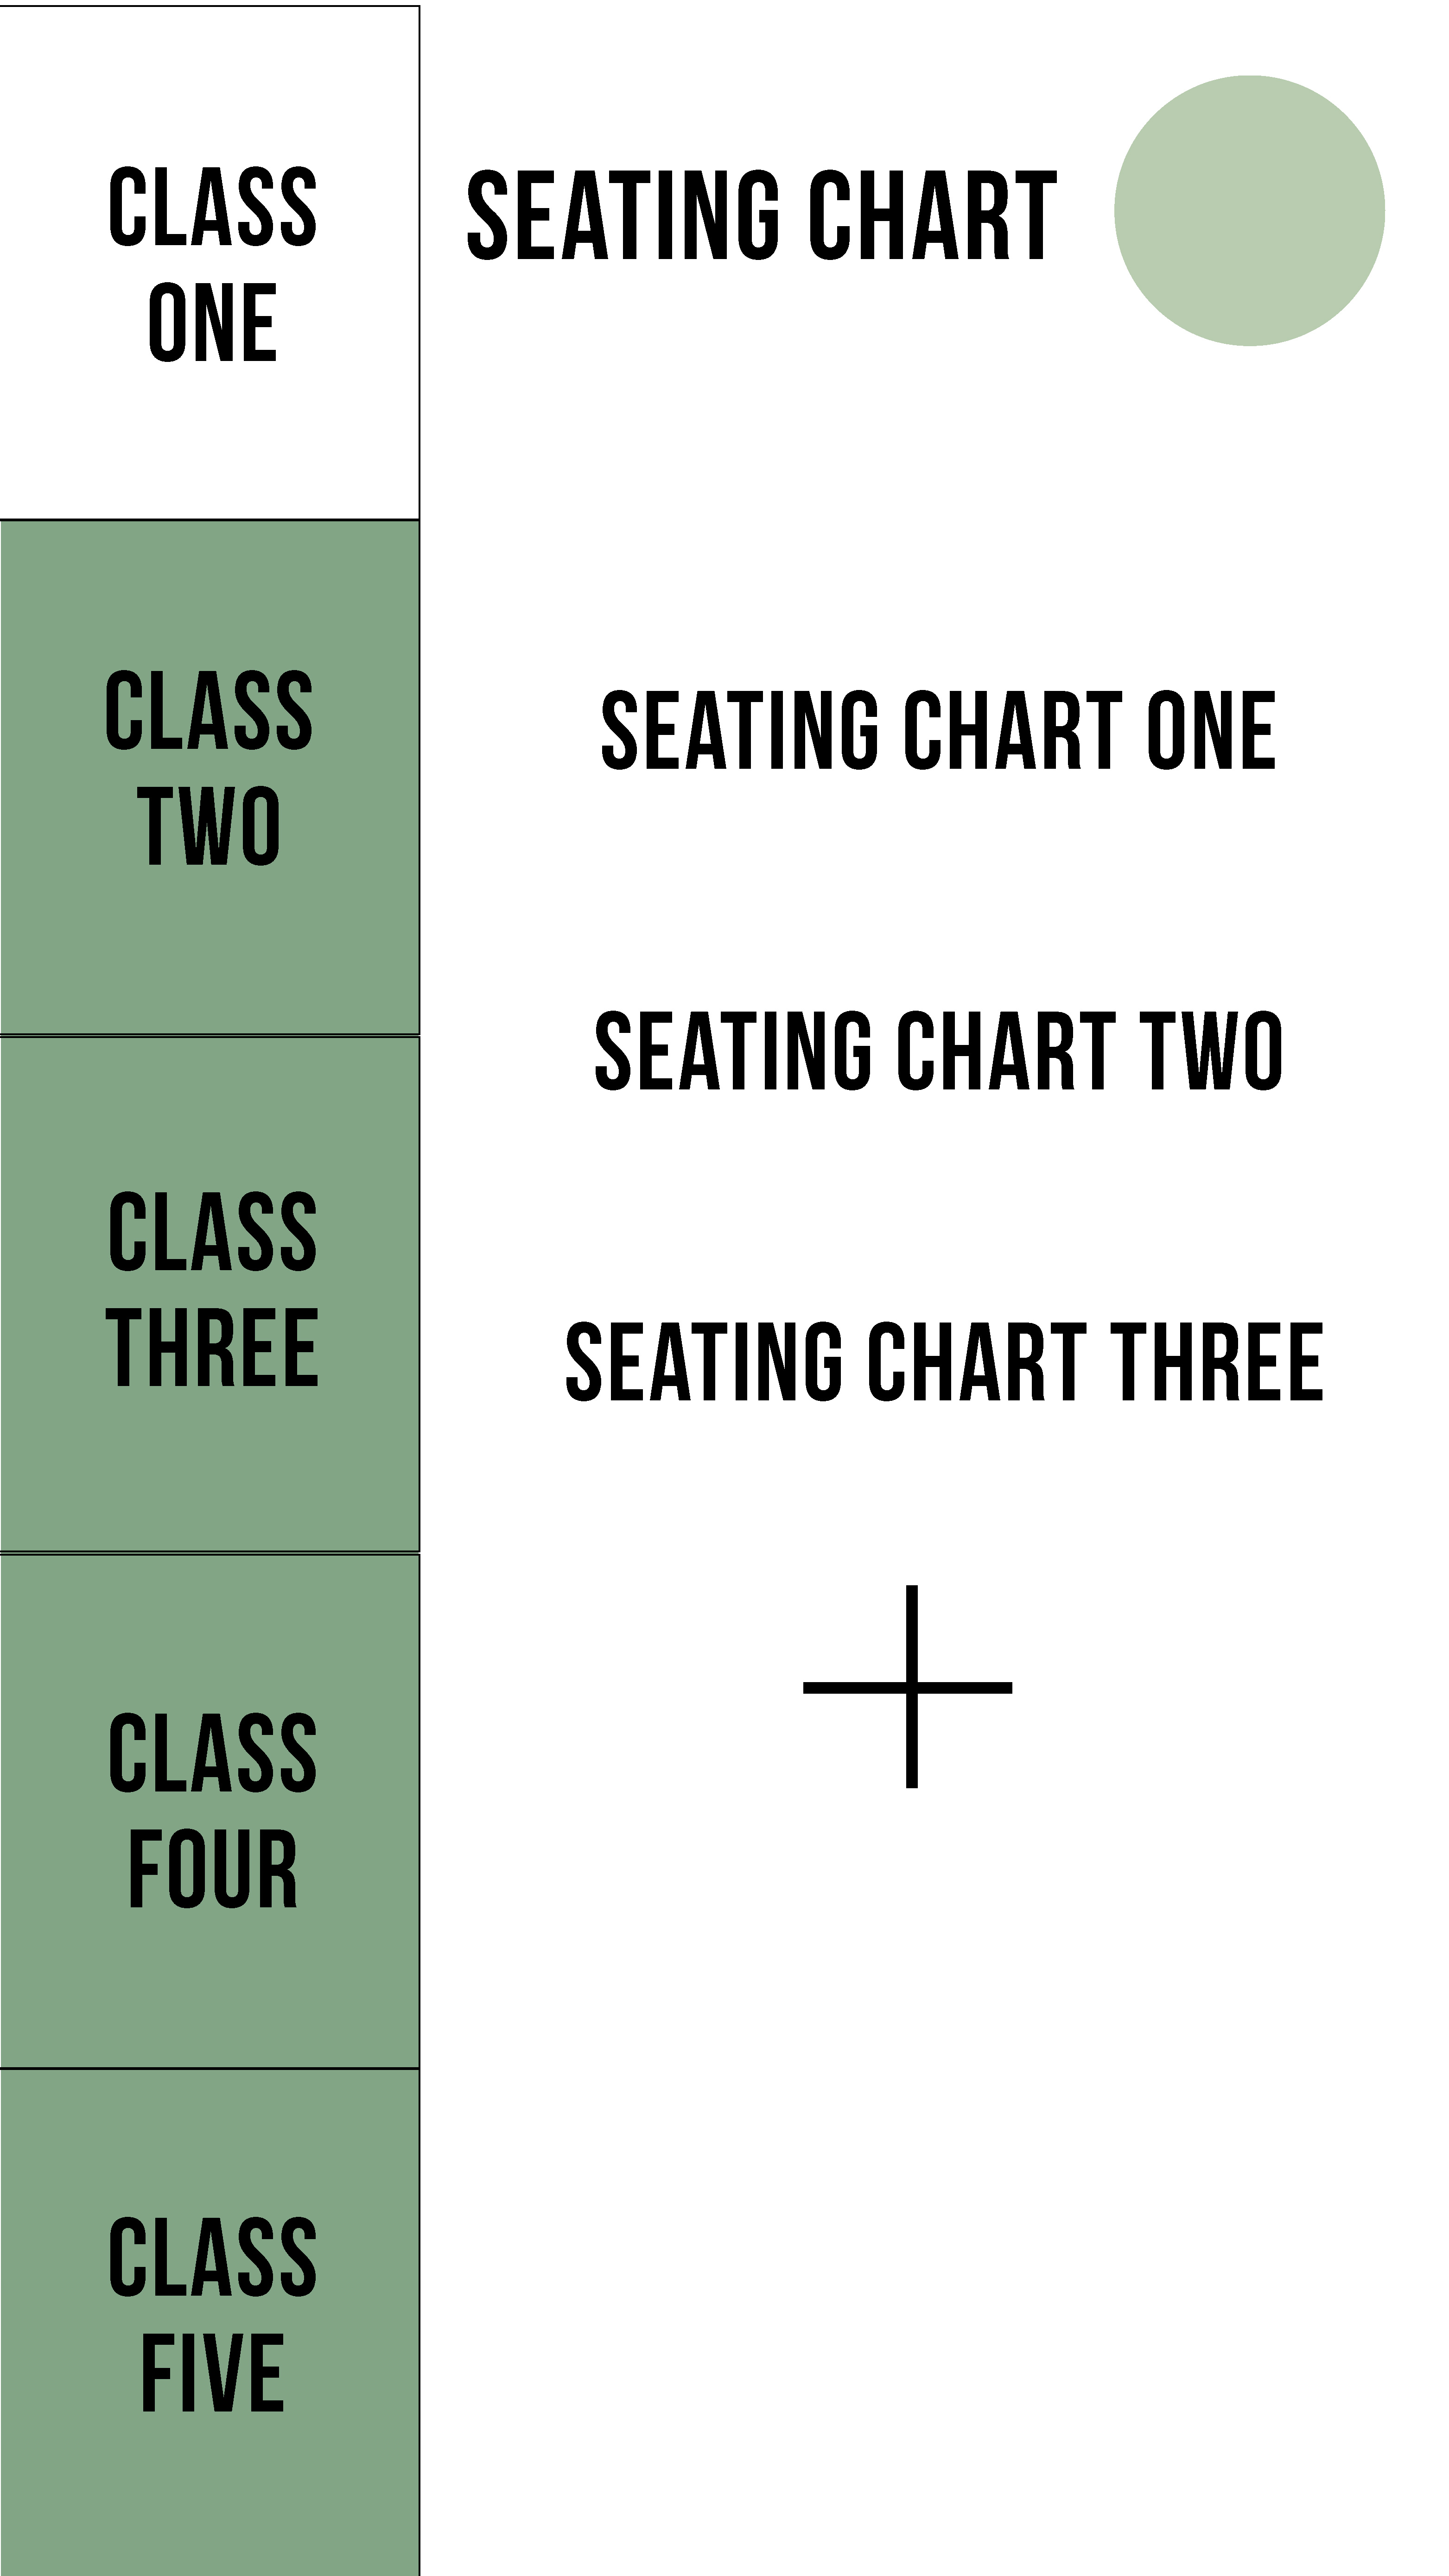 CLASS
ONE
CLASS
TWO
CLASS
THREE
CLASS
FOUR
CLASS
FIVE
SEATING CHART
SEATING CHART ONE
SEATING CHART TWO
SEATING CHART THREE